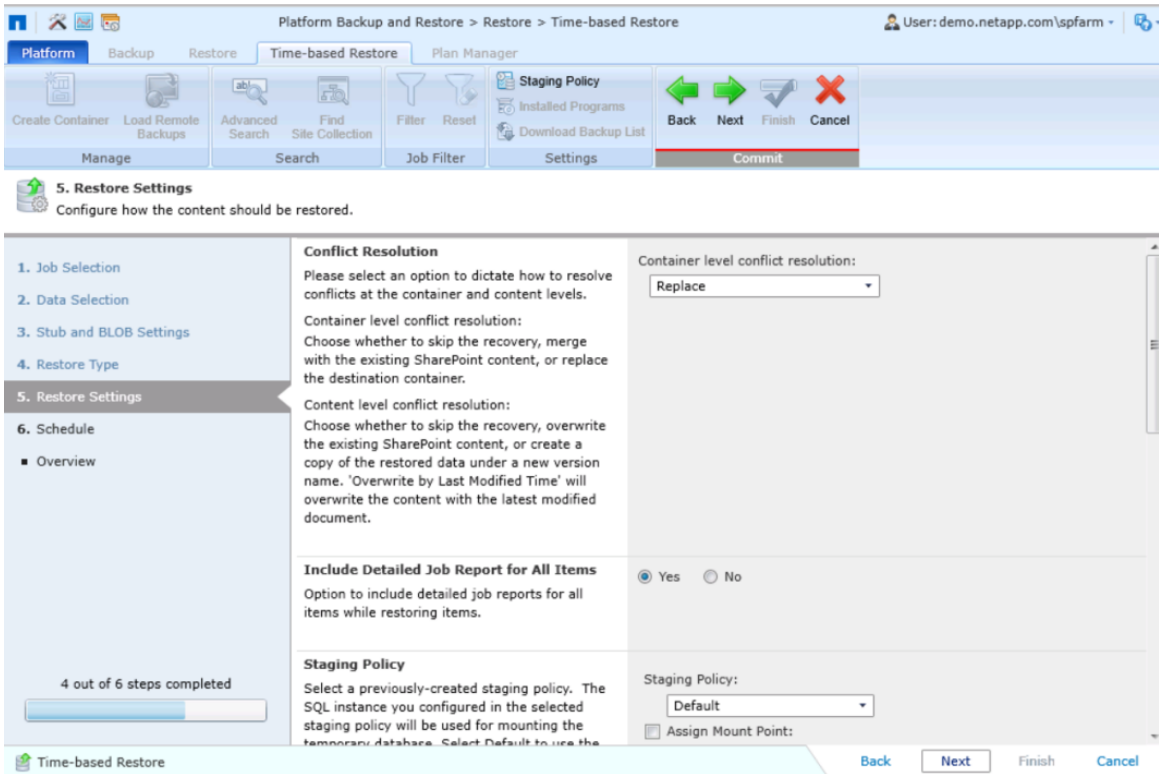 Platform Backup and Restore > Restore > Time-based Restore
User: demo.netapp.com\spfarm
Platform
Backup
Restore
Time-based Restore
Plan Manager
Create Container
Load Remote
Backups
Advanced
Search
Find
Site Collection
Filter
Reset
Staging Policy
Installed Programs
Download Backup List
Back
Next
Finish
Cancel
Manage
Search
Job Filter
Settings
Commit
5. Restore Settings
Configure how the content should be restored.
1. Job Selection
2. Data Selection
3. Stub and BLOB Settings
4. Restore Type
5. Restore Settings
6. Schedule
Overview
4 out of 6 steps completed
Conflict Resolution
Please select an option to dictate how to resolve
conflicts at the container and content levels.
Container level conflict resolution:
Choose whether to skip the recovery, merge
with the existing SharePoint content, or replace
the destination container.
Content level conflict resolution:
Choose whether to skip the recovery, overwrite
the existing SharePoint content, or create a
copy of the restored data under a new version
name. 'Overwrite by Last Modified Time' will
overwrite the content with the latest modified
document.
Container level conflict resolution:
Replace
Include Detailed Job Report for All Items
Option to include detailed job reports for all
items while restoring items.
Yes
No
Staging Policy
Select a previously-created staging policy. The
SQL instance you configured in the selected
staging policy will be used for mounting the
temporary database. Select Default to use the
Staging Policy:
Default
Assign Mount Point:
Time-based Restore
Back
Next
Finish
Cancel